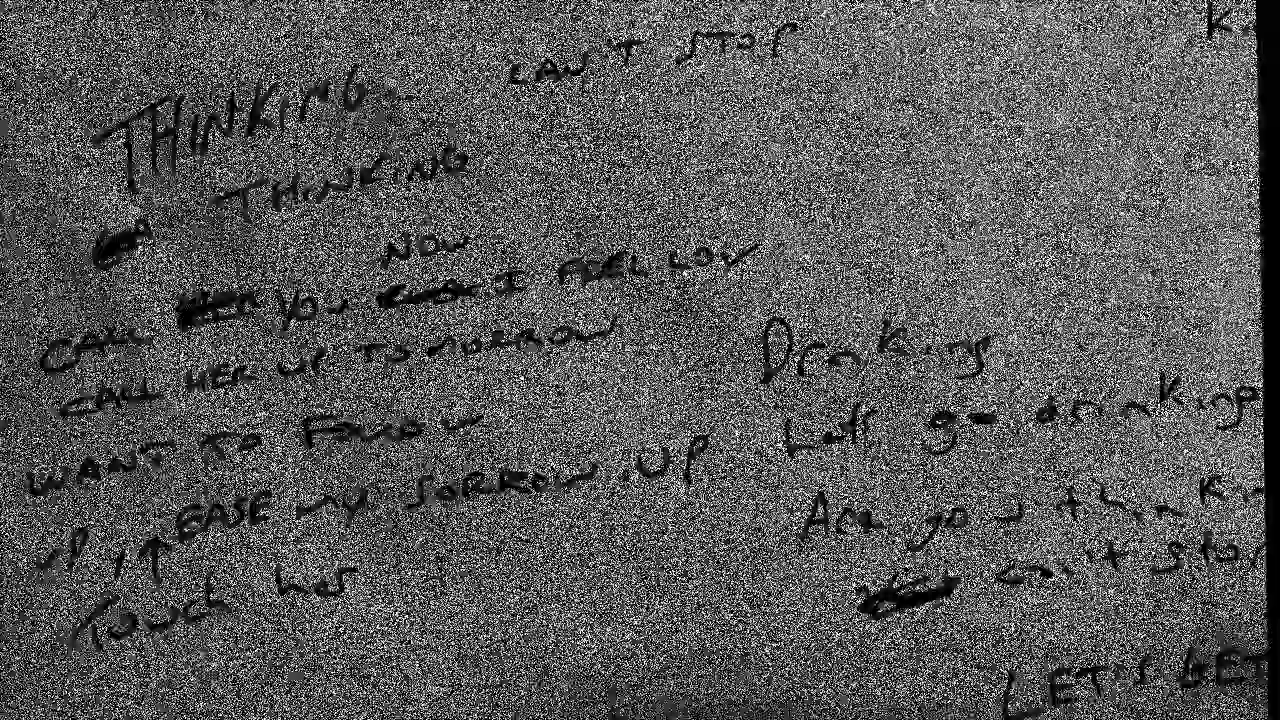 CAN'T STOP
THINKING
THINKING
NOW
CALL YOU I FEEL LOW
CALL HER UP TOMORROW
WANT TO FOLLOW
UP, EASE MY SORROW UP
Touch her
Drinking
Let's go drinking
Are you
can't stop
LET'S GET